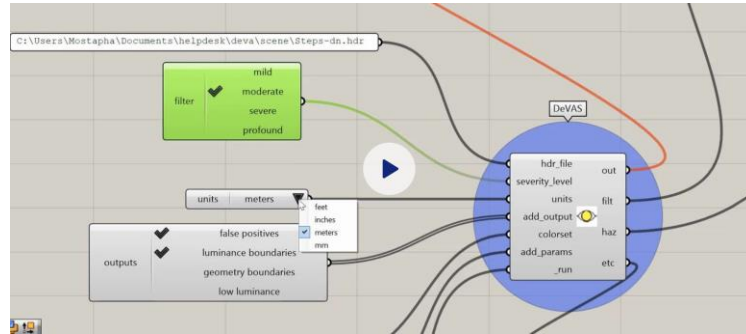 C:\Users\Mostapha\Documents\helpdesk\deva\scene\Steps-dn.hdr
filter
mild
moderate
severe
profound
units
meters
feet
inches
meters
mm
outputs
false positives
luminance boundaries
geometry boundaries
low luminance
DeVAS
hdr_file
severity_level
units
add_output
colorset
add_params
_run
out
filt
haz
etc